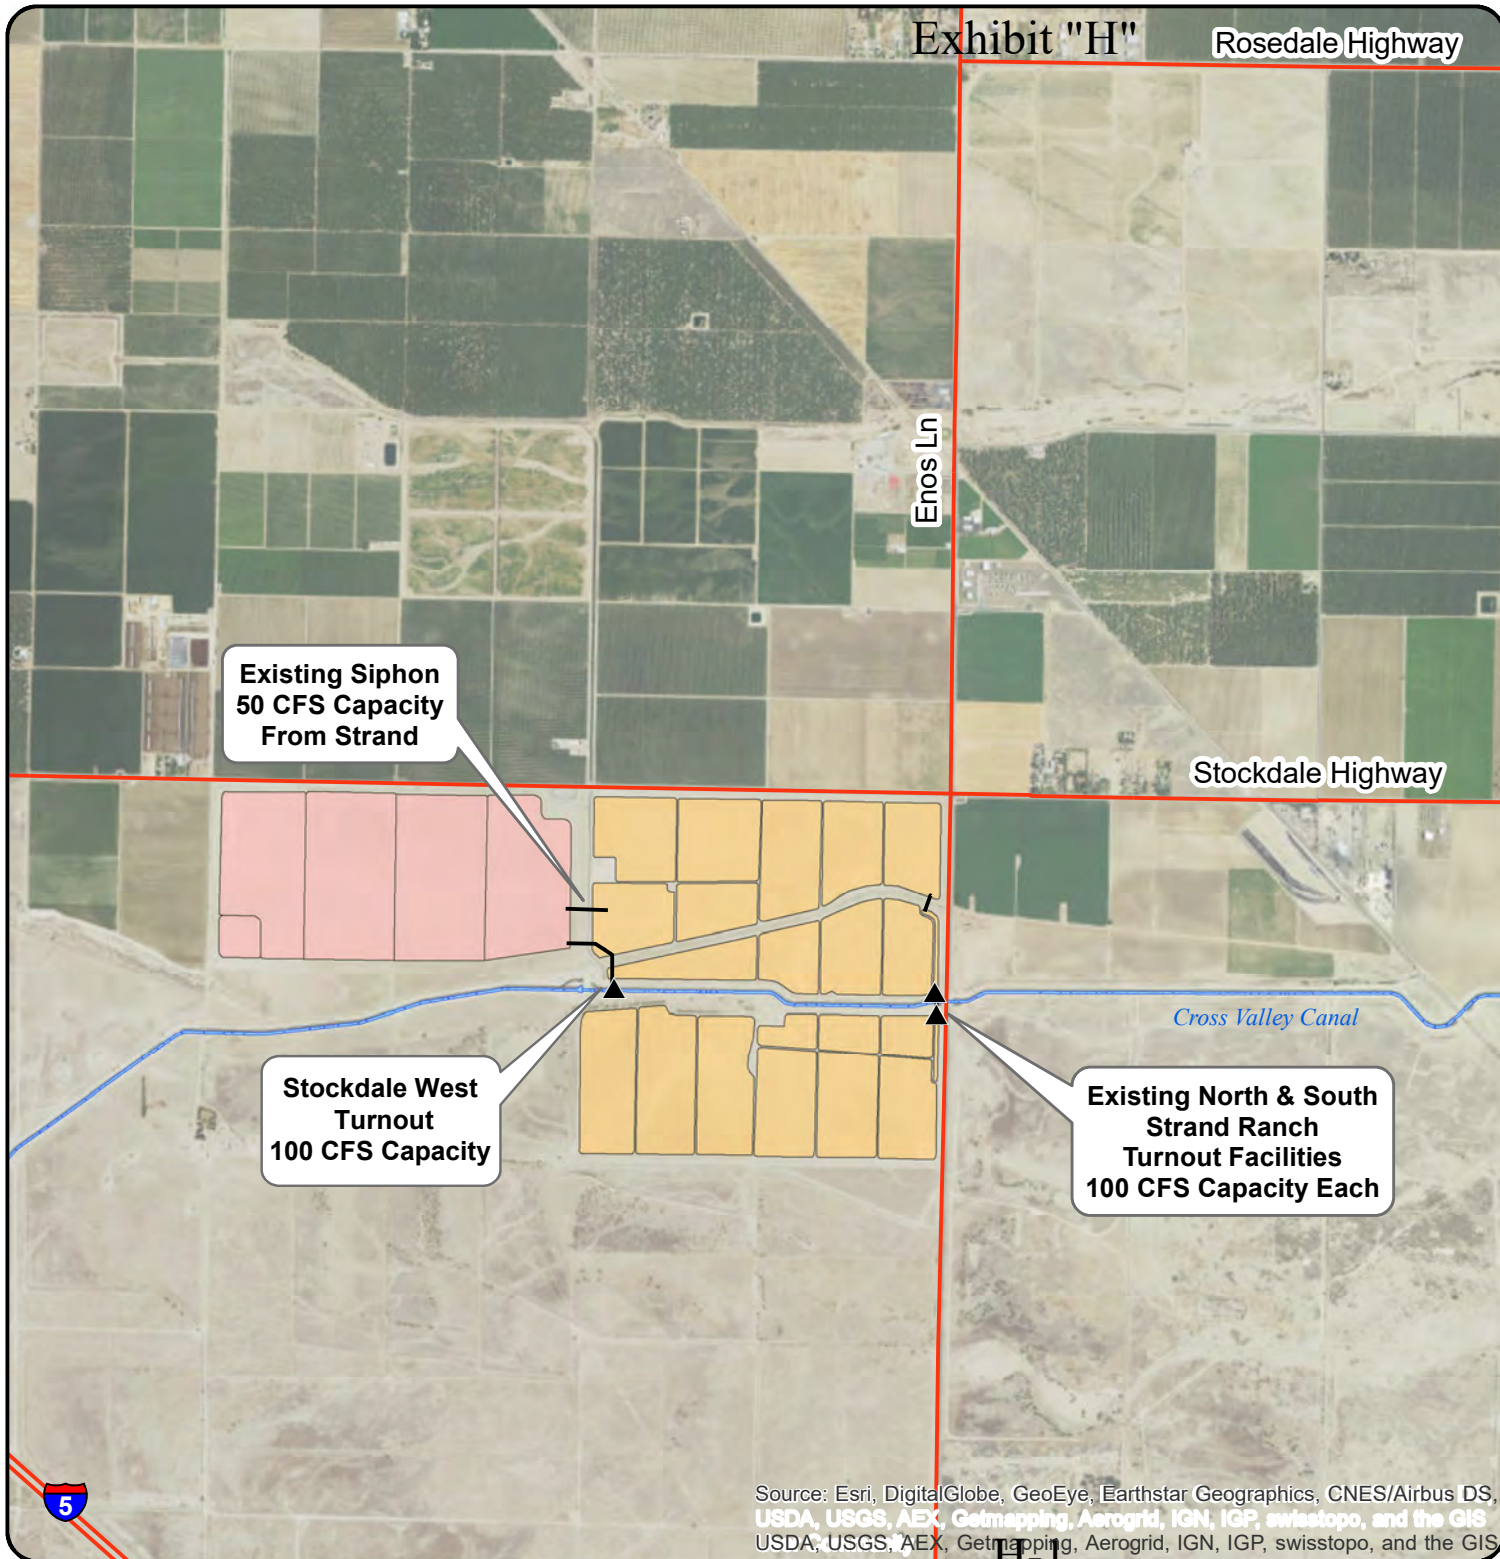 Exhibit "H"
Rosedale Highway
Enos Ln
Existing Siphon
50 CFS Capacity
From Strand
Stockdale Highway
Cross Valley Canal
Stockdale West
Turnout
100 CFS Capacity
Existing North & South
Strand Ranch
Turnout Facilities
100 CFS Capacity Each
5
Source: Esri, DigitalGlobe, GeoEye, Earthstar Geographics, CNES/Airbus DS,
USDA, USGS, AEX, Getmapping, Aerogrid, IGN, IGP, swisstopo, and the GIS
USDA, USGS, AEX, Getmapping, Aerogrid, IGN, IGP, swisstopo, and the GIS
H-1